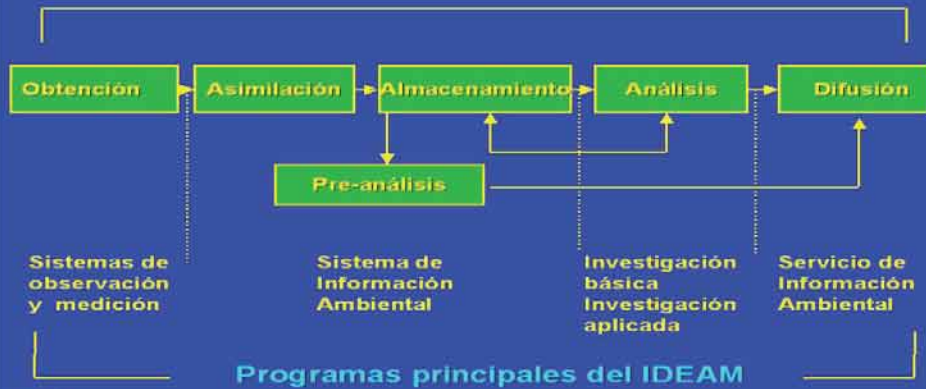 Obtención
Asimilación
Almacenamiento
Análisis
Difusión
Pre-análisis
Sistemas de
observación
y medición
Sistema de
Información
Ambiental
Investigación
básica
Investigación
aplicada
Servicio de
Información
Ambiental
Programas principales del IDEAM